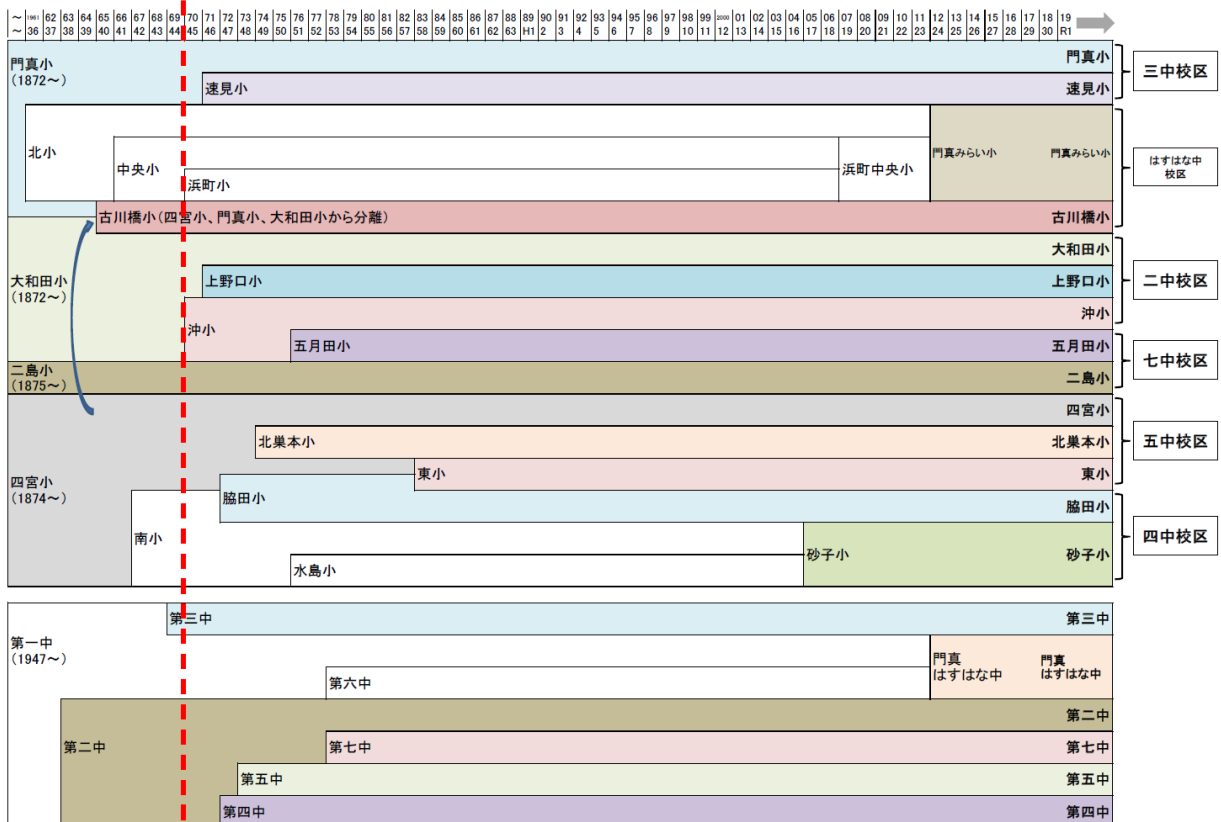 ～ 1961 62 63 64 65 66 67 68 69 70 71 72 73 74 75 76 77 78 79 80 81 82 83 84 85 86 87 88 89 90 91 92 93 94 95 96 97 98 99 2000 01 02 03 04 05 06 07 08 09 10 11 12 13 14 15 16 17 18 19
～ 36 37 38 39 40 41 42 43 44 45 46 47 48 49 50 51 52 53 54 55 56 57 58 59 60 61 62 63 H1 2 3 4 5 6 7 8 9 10 11 12 13 14 15 16 17 18 19 20 21 22 23 24 25 26 27 28 29 30 R1
門真小
(1872～)
門真小
三中校区
速見小
速見小
北小
中央小
浜町小
浜町中央小
門真みらい小
門真みらい小
はすはな中
校区
古川橋小(四宮小、門真小、大和田小から分離)
古川橋小
大和田小
大和田小
(1872～)
上野口小
上野口小
二中校区
沖小
沖小
五月田小
五月田小
七中校区
二島小
(1875～)
二島小
四宮小
北巣本小
北巣本小
五中校区
東小
東小
四宮小
(1874～)
脇田小
脇田小
南小
四中校区
砂子小
砂子小
水島小
第三中
第三中
第一中
(1947～)
門真
はすはな中
門真
はすはな中
第六中
第二中
第二中
第七中
第七中
第五中
第五中
第四中
第四中